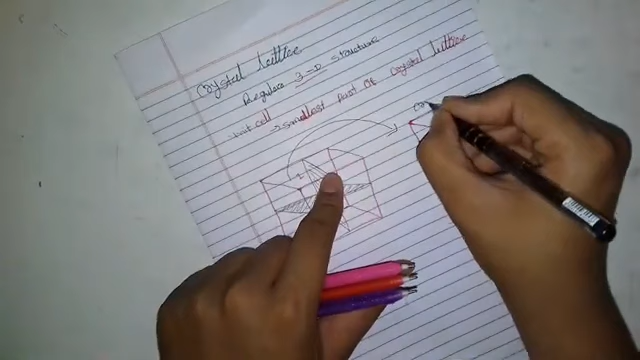 Crystal lattice
Regular 3-D structure
Unit cell → smallest part of crystal lattice